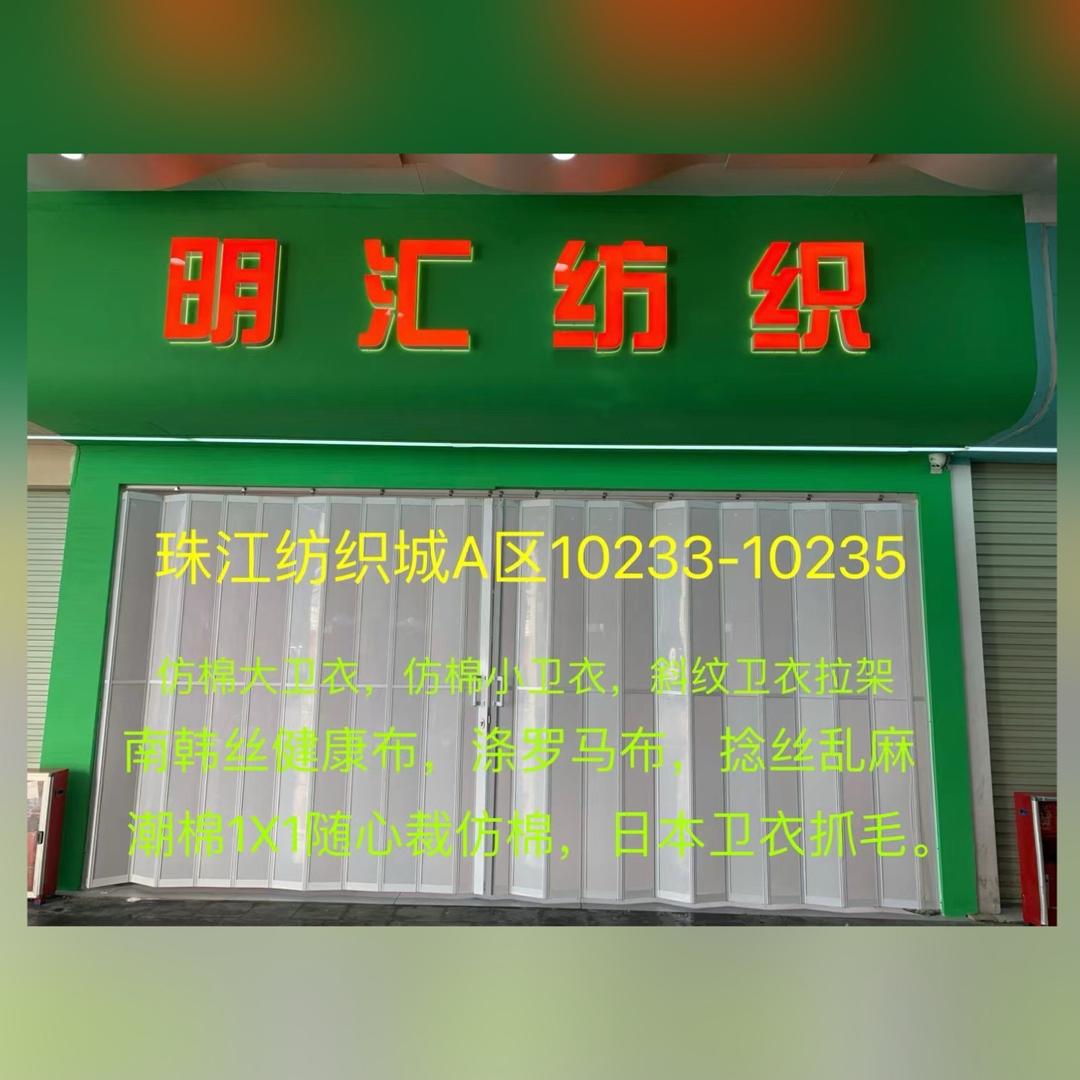 明汇纺织
珠江纺织城A区10233-10235
仿棉大卫衣，仿棉小卫衣，斜纹卫衣拉架
南韩丝健康布，涤罗马布，捻丝乱麻
潮棉1X1随心裁仿棉，日本卫衣抓毛。